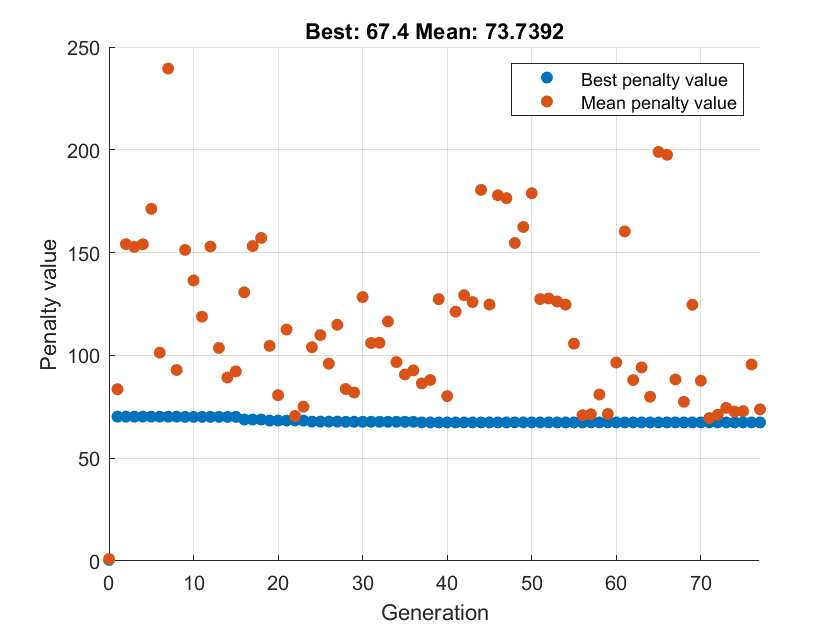 Best: 67.4 Mean: 73.7392
250
200
150
100
50
0
Penalty value
Best penalty value
Mean penalty value
0 10 20 30 40 50 60 70
Generation